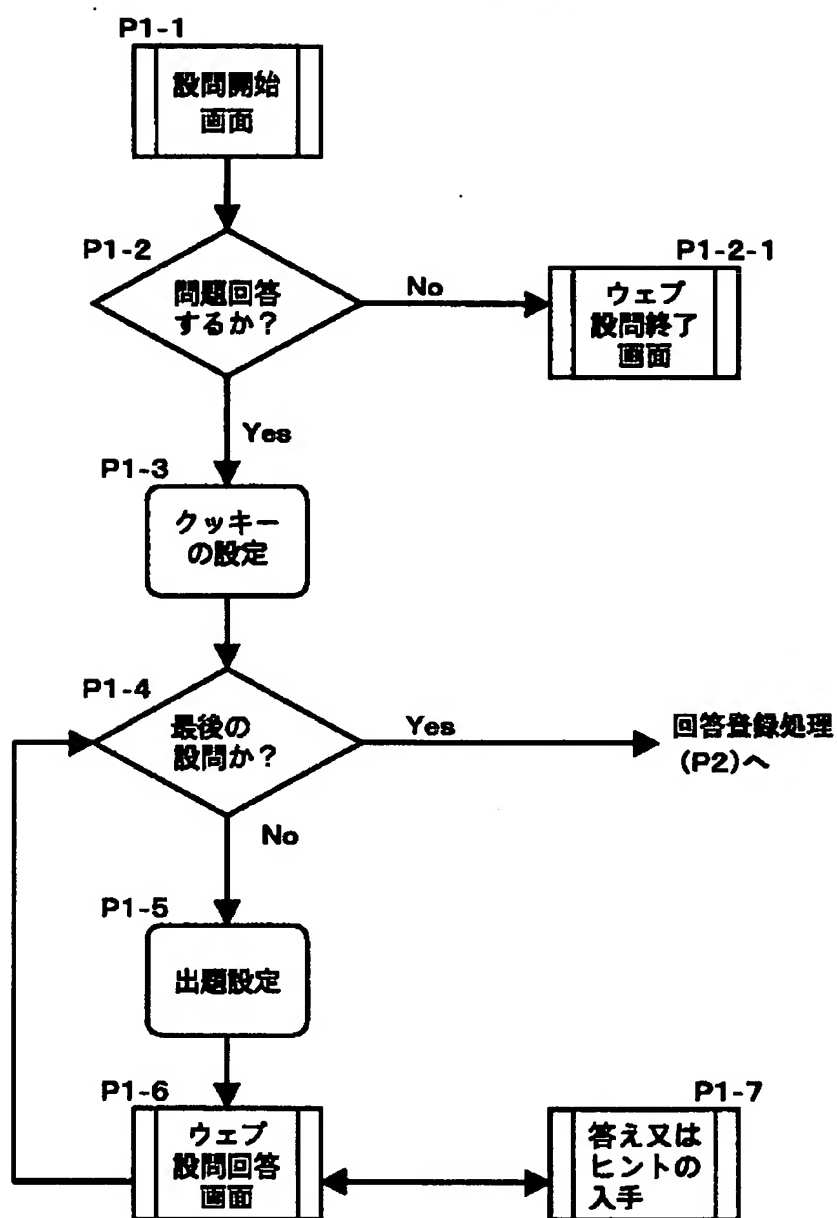 P1-1
設問開始
画面
P1-2
問題回答
するか？
No
P1-2-1
ウェブ
設問終了
画面
Yes
P1-3
クッキー
の設定
P1-4
最後の
設問か？
Yes
回答登録処理
(P2)へ
No
P1-5
出題設定
P1-6
ウェブ
設問回答
画面
P1-7
答え又は
ヒントの
入手